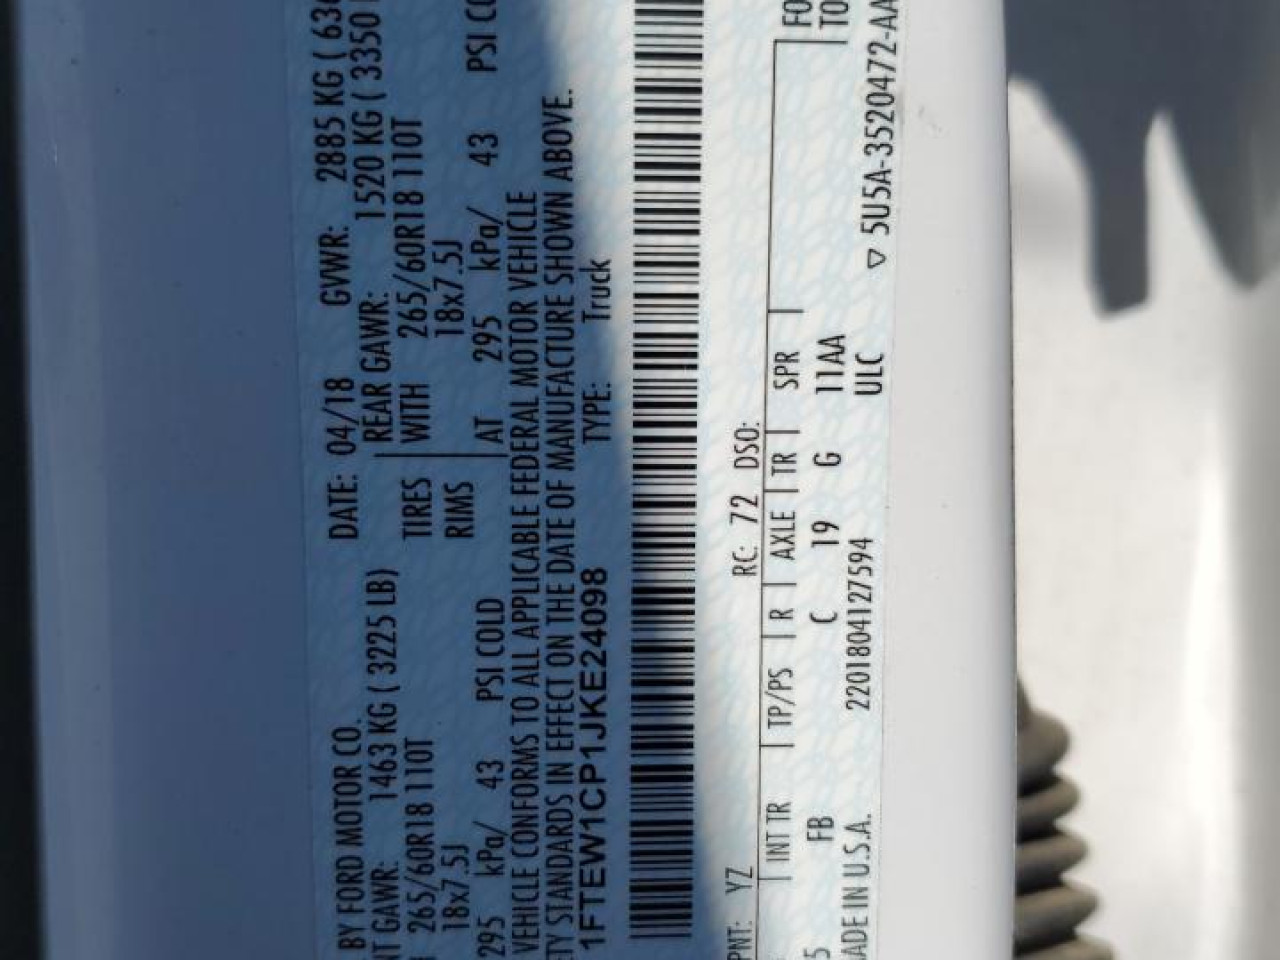 . BY FORD MOTOR CO. DATE: 04/18 GVWR: 2885 KG (
NT GAWR: 1463 KG ( 3225 LB) REAR GAWR: 1520 KG ( 3350
265/60R18 110T TIRES WITH 265/60R18 110T
18x7.5J RIMS 18x7.5J
295 kPa/ 43 PSI COLD AT 295 kPa/ 43 PSI
VEHICLE CONFORMS TO ALL APPLICABLE FEDERAL MOTOR VEHICLE
ETY STANDARDS IN EFFECT ON THE DATE OF MANUFACTURE SHOWN ABOVE.
1FTEW1CP1JKE24098 TYPE: Truck
PNT: YZ RC: 72 DSO:
INT TR TP/PS R AXLE TR SPR
5 FB C 19 G 11AA
ADE IN U.S.A. 2201804127594 ULC ▽ 5U5A-3520472-AA